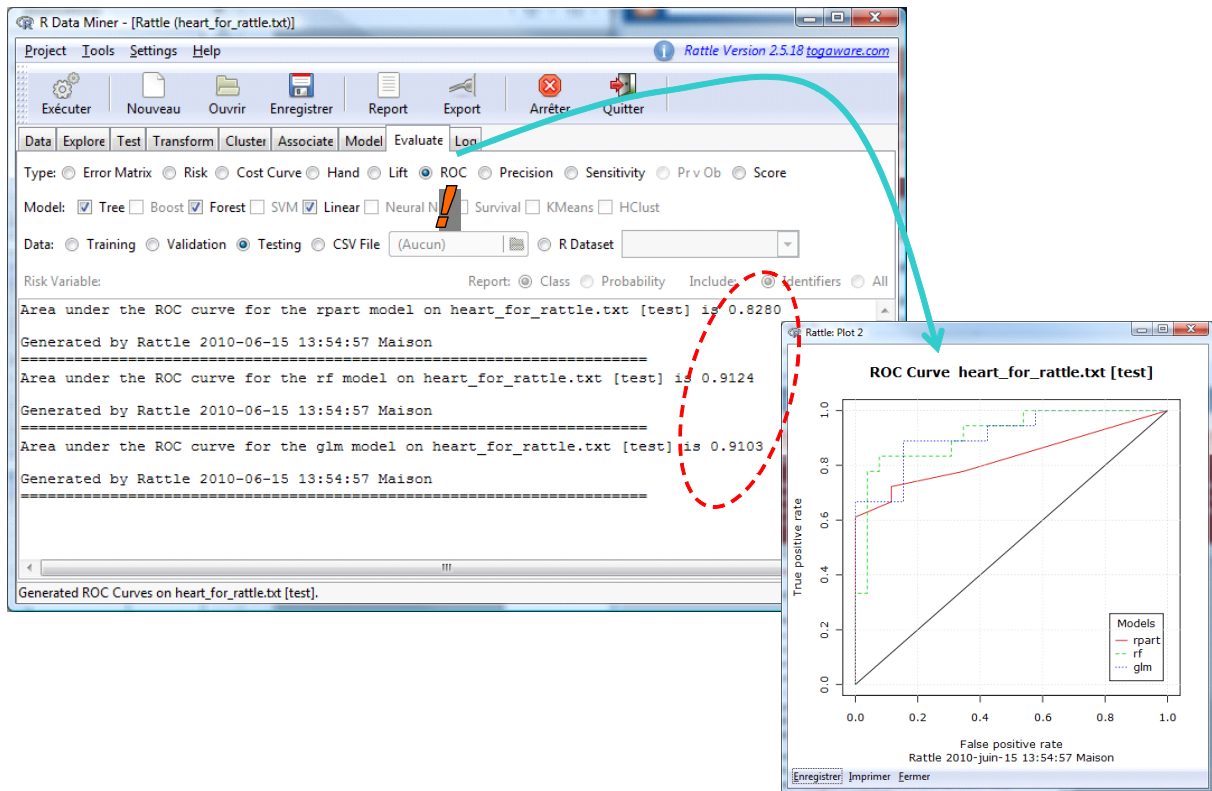 R Data Miner - [Rattle (heart_for_rattle.txt)]
Project Tools Settings Help
Rattle Version 2.5.18 togaware.com
Exécuter Nouveau Ouvrir Enregistrer Report Export Arrêter Quitter
Data Explore Test Transform Cluster Associate Model Evaluate Log
Type: Error Matrix Risk Cost Curve Hand Lift ROC Precision Sensitivity Pr v Ob Score
Model: Tree Boost Forest SVM Linear Neural Survival KMeans HClust
Data: Training Validation Testing CSV File (Aucun) R Dataset
Risk Variable: Report: Class Probability Include: Identifiers All
Area under the ROC curve for the rpart model on heart_for_rattle.txt [test] is 0.8280
Generated by Rattle 2010-06-15 13:54:57 Maison
======================================================================
Area under the ROC curve for the rf model on heart_for_rattle.txt [test] is 0.9124
Generated by Rattle 2010-06-15 13:54:57 Maison
======================================================================
Area under the ROC curve for the glm model on heart_for_rattle.txt [test] is 0.9103
Generated by Rattle 2010-06-15 13:54:57 Maison
======================================================================
Generated ROC Curves on heart_for_rattle.txt [test].
Rattle: Plot 2
ROC Curve heart_for_rattle.txt [test]
True positive rate
1.0
0.8
0.6
0.4
0.2
0.0
Models
rpart
rf
glm
0.0 0.2 0.4 0.6 0.8 1.0
False positive rate
Rattle 2010-juin-15 13:54:57 Maison
Enregistrer Imprimer Fermer